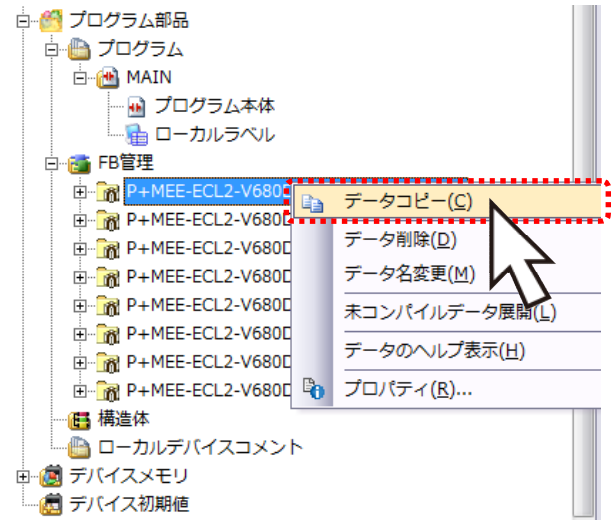 プログラム部品
プログラム
MAIN
プログラム本体
ローカルラベル
FB管理
P+MEE-ECL2-V680
データコピー(C)
P+MEE-ECL2-V680D
データ削除(D)
P+MEE-ECL2-V680D
データ名変更(M)
P+MEE-ECL2-V680D
未コンパイルデータ展開(L)
P+MEE-ECL2-V680D
データのヘルプ表示(H)
P+MEE-ECL2-V680D
プロパティ(R)...
構造体
ローカルデバイスコメント
デバイスメモリ
デバイス初期値